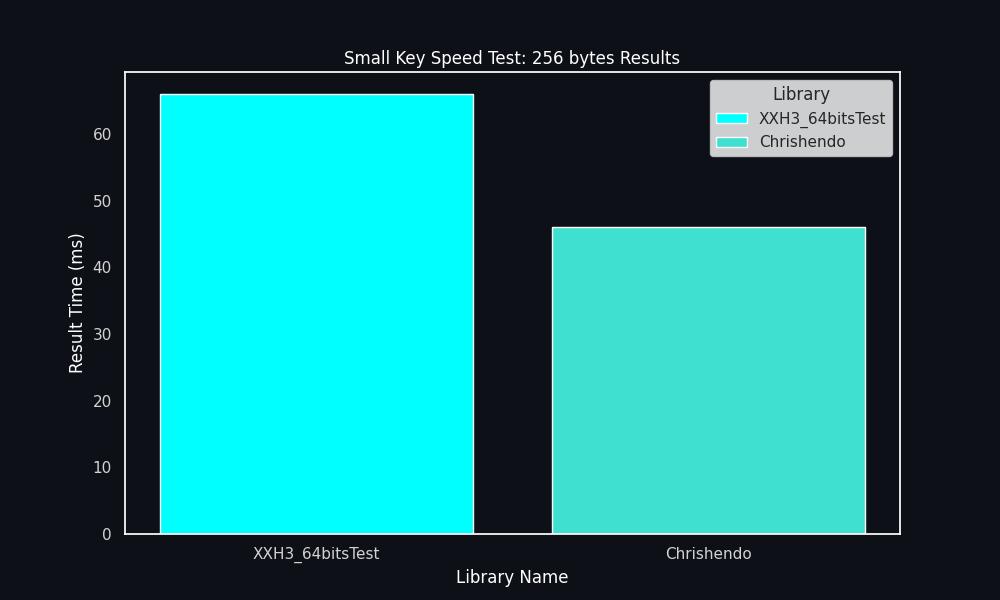 Small Key Speed Test: 256 bytes Results
Library
XXH3_64bitsTest
Chrishendo
Result Time (ms)
60
50
40
30
20
10
0
XXH3_64bitsTest
Chrishendo
Library Name